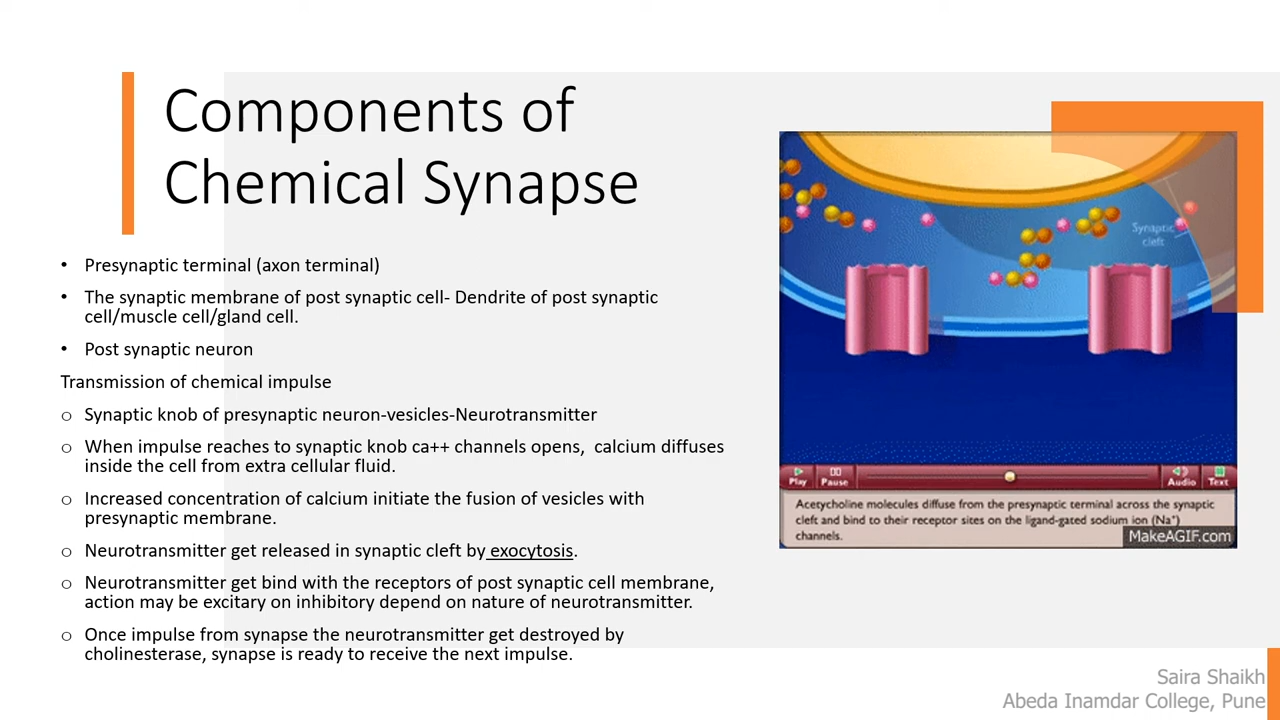 Components of
Chemical Synapse
• Presynaptic terminal (axon terminal)
• The synaptic membrane of post synaptic cell- Dendrite of post synaptic
cell/muscle cell/gland cell.
• Post synaptic neuron
Transmission of chemical impulse
o Synaptic knob of presynaptic neuron-vesicles-Neurotransmitter
o When impulse reaches to synaptic knob ca++ channels opens,  calcium diffuses
inside the cell from extra cellular fluid.
o Increased concentration of calcium initiate the fusion of vesicles with
presynaptic membrane.
o Neurotransmitter get released in synaptic cleft by exocytosis.
o Neurotransmitter get bind with the receptors of post synaptic cell membrane,
action may be excitary on inhibitory depend on nature of neurotransmitter.
o Once impulse from synapse the neurotransmitter get destroyed by
cholinesterase, synapse is ready to receive the next impulse.
Synaptic
cleft
Play Pause Audio Text
Acetycholine molecules diffuse from the presynaptic terminal across the synaptic
cleft and bind to their receptor sites on the ligand-gated sodium ion (Na⁺)
channels.
MakeAGIF.com
Saira Shaikh
Abeda Inamdar College, Pune